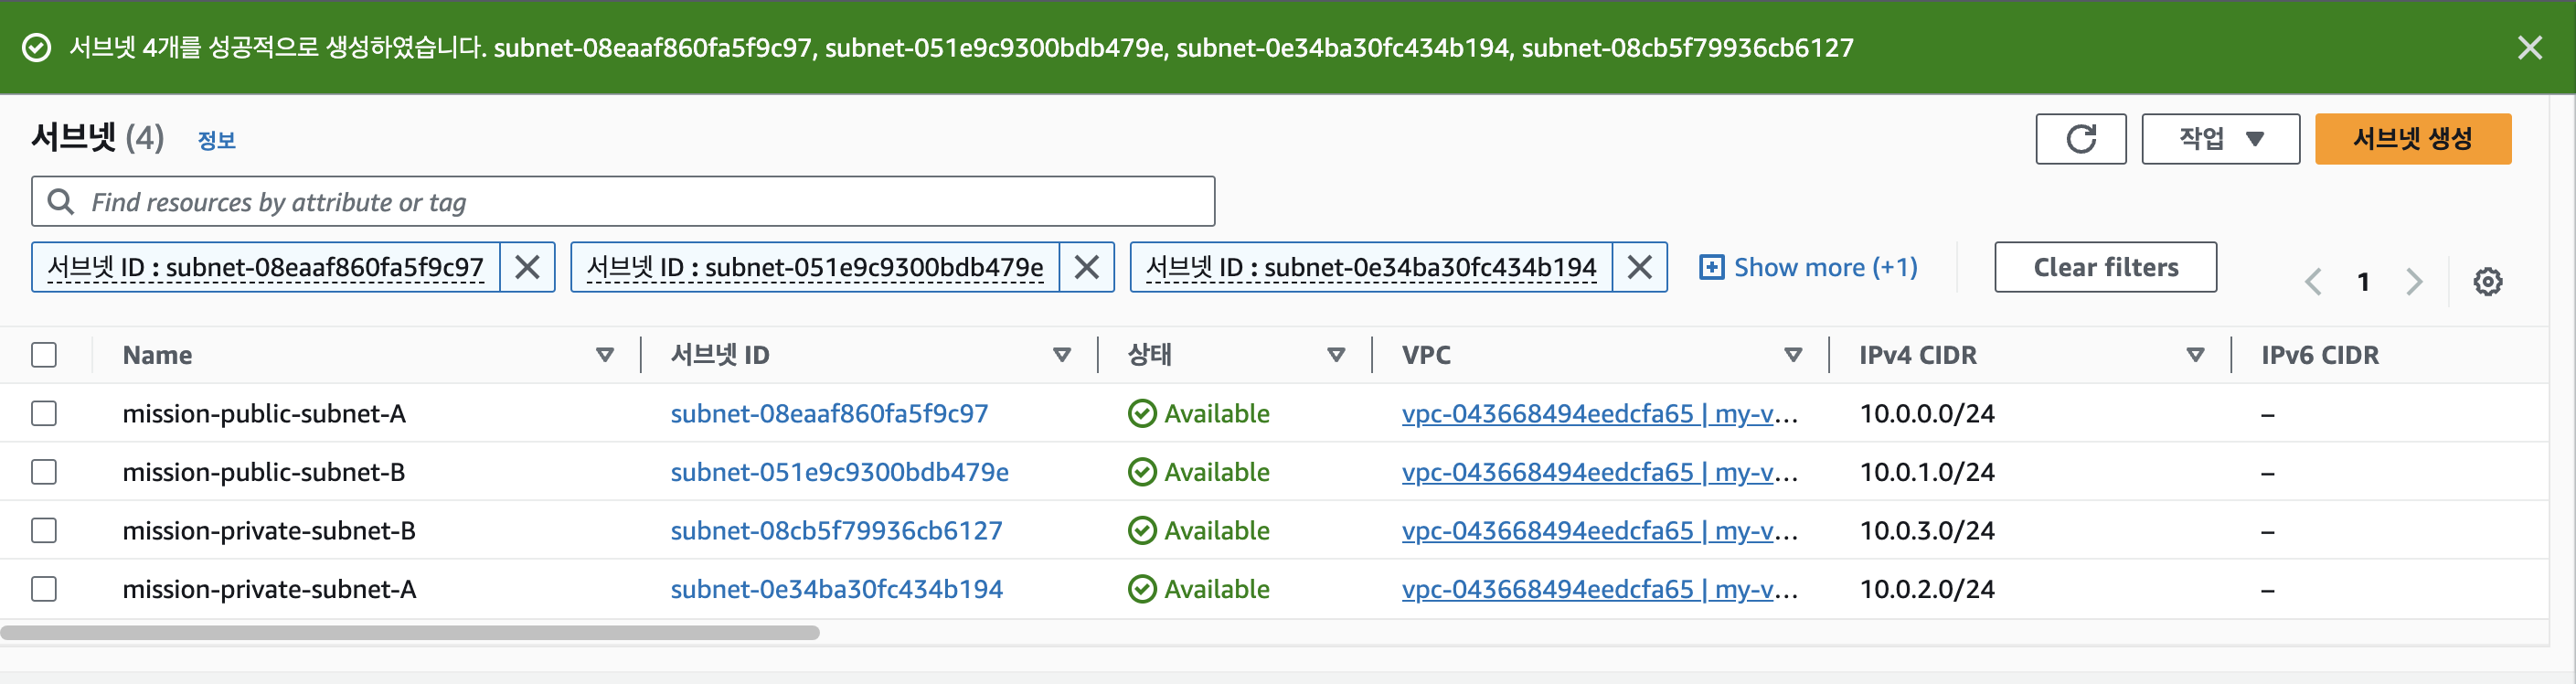 서브넷 4개를 성공적으로 생성하였습니다. subnet-08eaaf860fa5f9c97, subnet-051e9c9300bdb479e, subnet-0e34ba30fc434b194, subnet-08cb5f79936cb6127
서브넷 (4) 정보 작업 서브넷 생성
Find resources by attribute or tag
서브넷 ID : subnet-08eaaf860fa5f9c97 서브넷 ID : subnet-051e9c9300bdb479e 서브넷 ID : subnet-0e34ba30fc434b194 Show more (+1) Clear filters 1
Name 서브넷 ID 상태 VPC IPv4 CIDR IPv6 CIDR
mission-public-subnet-A subnet-08eaaf860fa5f9c97 Available vpc-043668494eedcfa65 | my-v... 10.0.0.0/24 –
mission-public-subnet-B subnet-051e9c9300bdb479e Available vpc-043668494eedcfa65 | my-v... 10.0.1.0/24 –
mission-private-subnet-B subnet-08cb5f79936cb6127 Available vpc-043668494eedcfa65 | my-v... 10.0.3.0/24 –
mission-private-subnet-A subnet-0e34ba30fc434b194 Available vpc-043668494eedcfa65 | my-v... 10.0.2.0/24 –